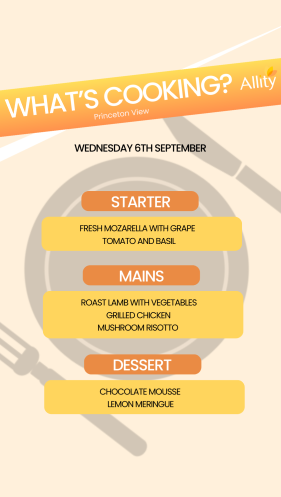 WHAT'S COOKING?
Allity
Princeton View
WEDNESDAY 6TH SEPTEMBER
STARTER
FRESH MOZARELLA WITH GRAPE
TOMATO AND BASIL
MAINS
ROAST LAMB WITH VEGETABLES
GRILLED CHICKEN
MUSHROOM RISOTTO
DESSERT
CHOCOLATE MOUSSE
LEMON MERINGUE